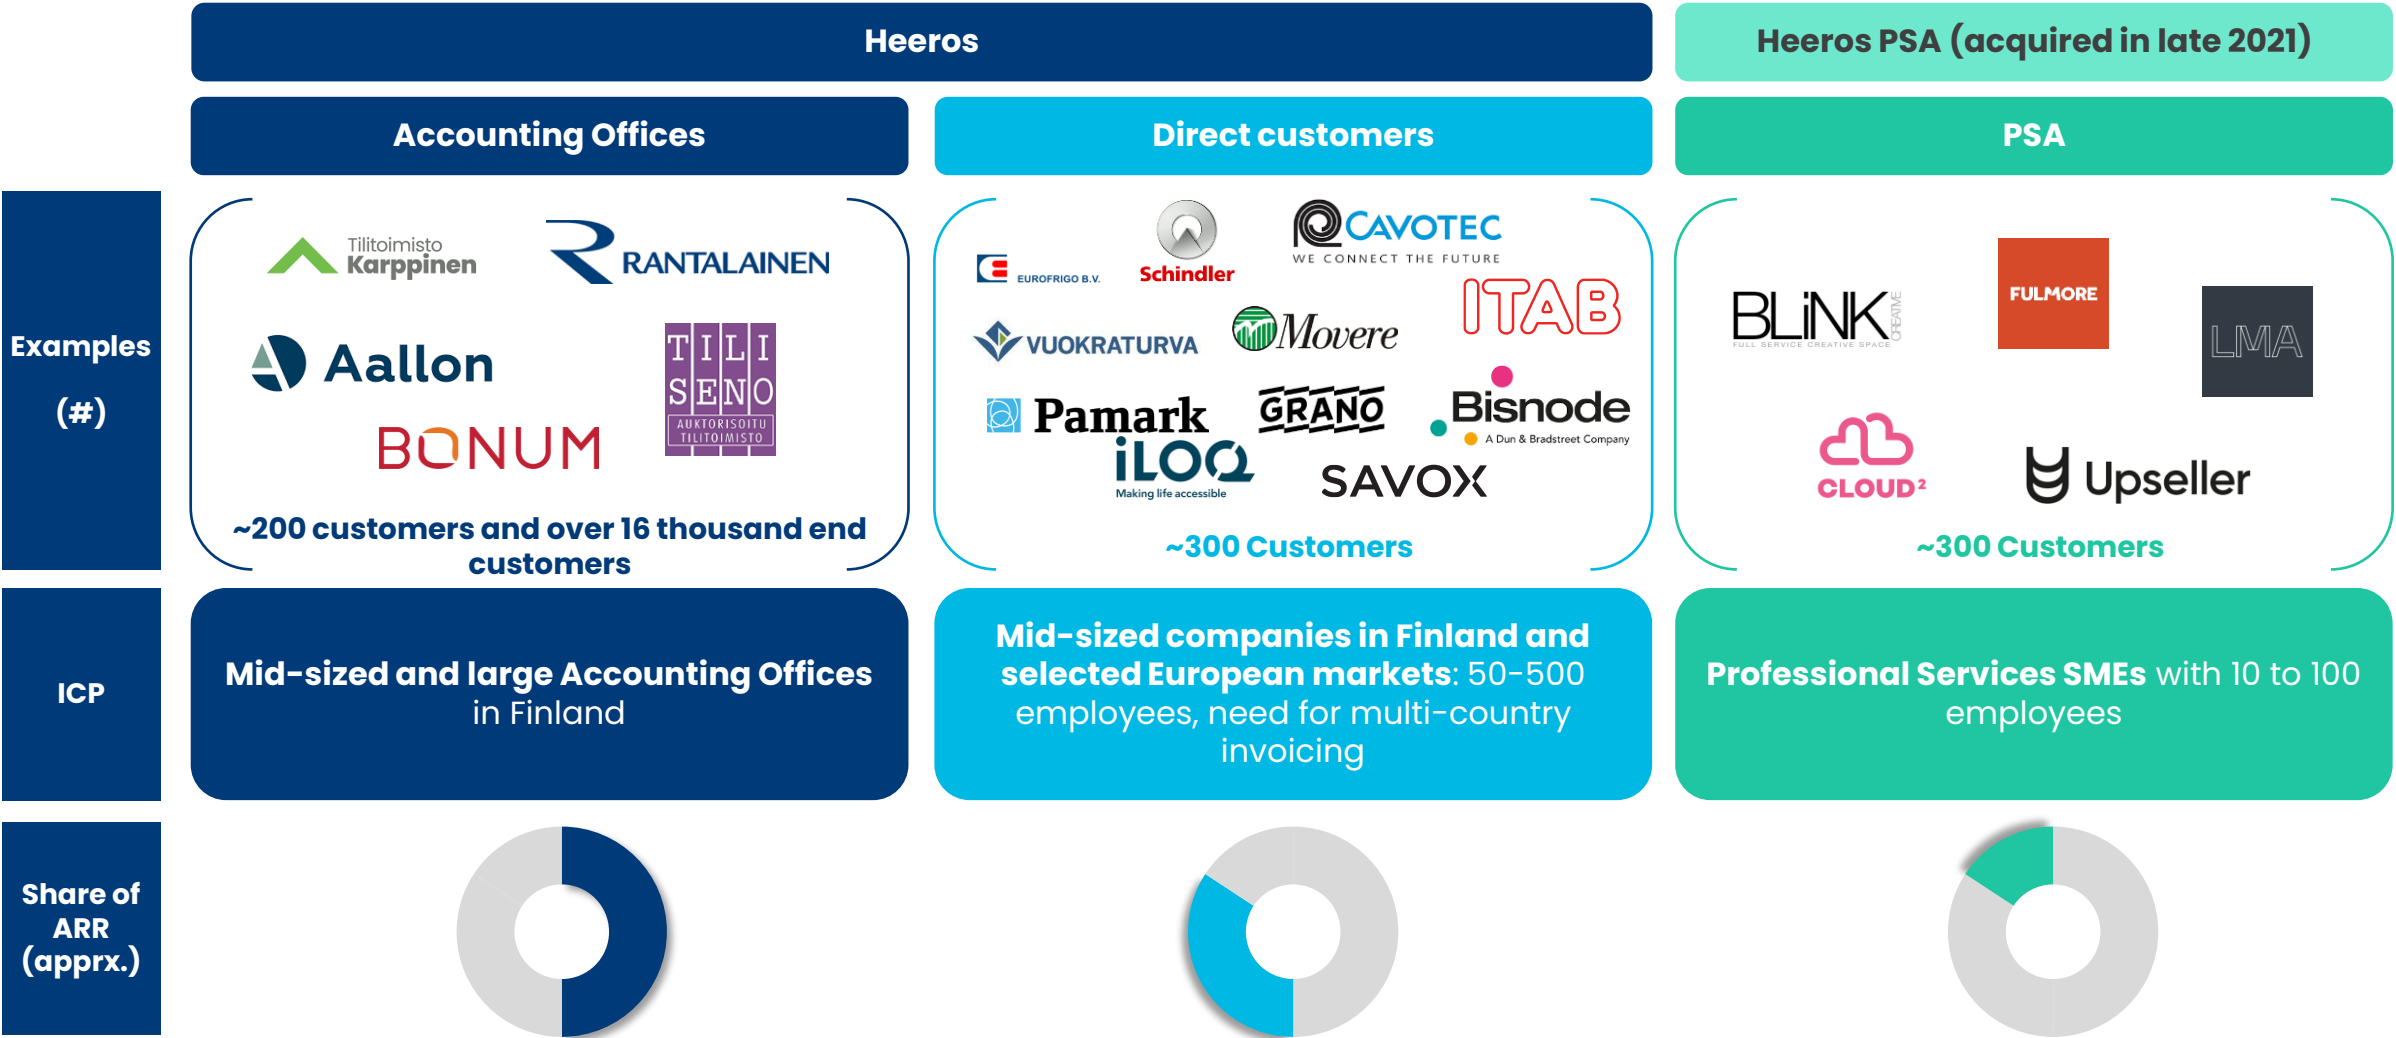 Heeros
Heeros PSA (acquired in late 2021)
Accounting Offices
Direct customers
PSA
Examples
(#)
Tilitoimisto
Karppinen
RANTALAINEN
Aallon
TILI
SENO
AUKTORISOITU
TILITOIMISTO
BONUM
~200 customers and over 16 thousand end
customers
EUROFRIGO B.V.
Schindler
CAVOTEC
WE CONNECT THE FUTURE
VUOKRATURVA
Movere
ITAB
Pamark
GRANO
Bisnode
A Dun & Bradstreet Company
iLOQ
Making life accessible
SAVOX
~300 Customers
BLiNK
CREATIVE
FULL SERVICE CREATIVE SPACE
FULMORE
LMA
CLOUD²
Upseller
~300 Customers
ICP
Mid-sized and large Accounting Offices
in Finland
Mid-sized companies in Finland and
selected European markets: 50-500
employees, need for multi-country
invoicing
Professional Services SMEs with 10 to 100
employees
Share of
ARR
(apprx.)